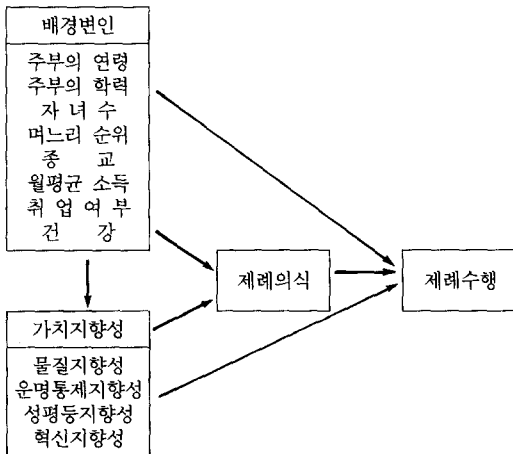 배경변인
주부의 연령
주부의 학력
자 녀 수
며느리 순위
종 교
월평균 소득
취 업 여 부
건 강
제례의식
제례수행
가치지향성
물질지향성
운명통제지향성
성평등지향성
혁신지향성